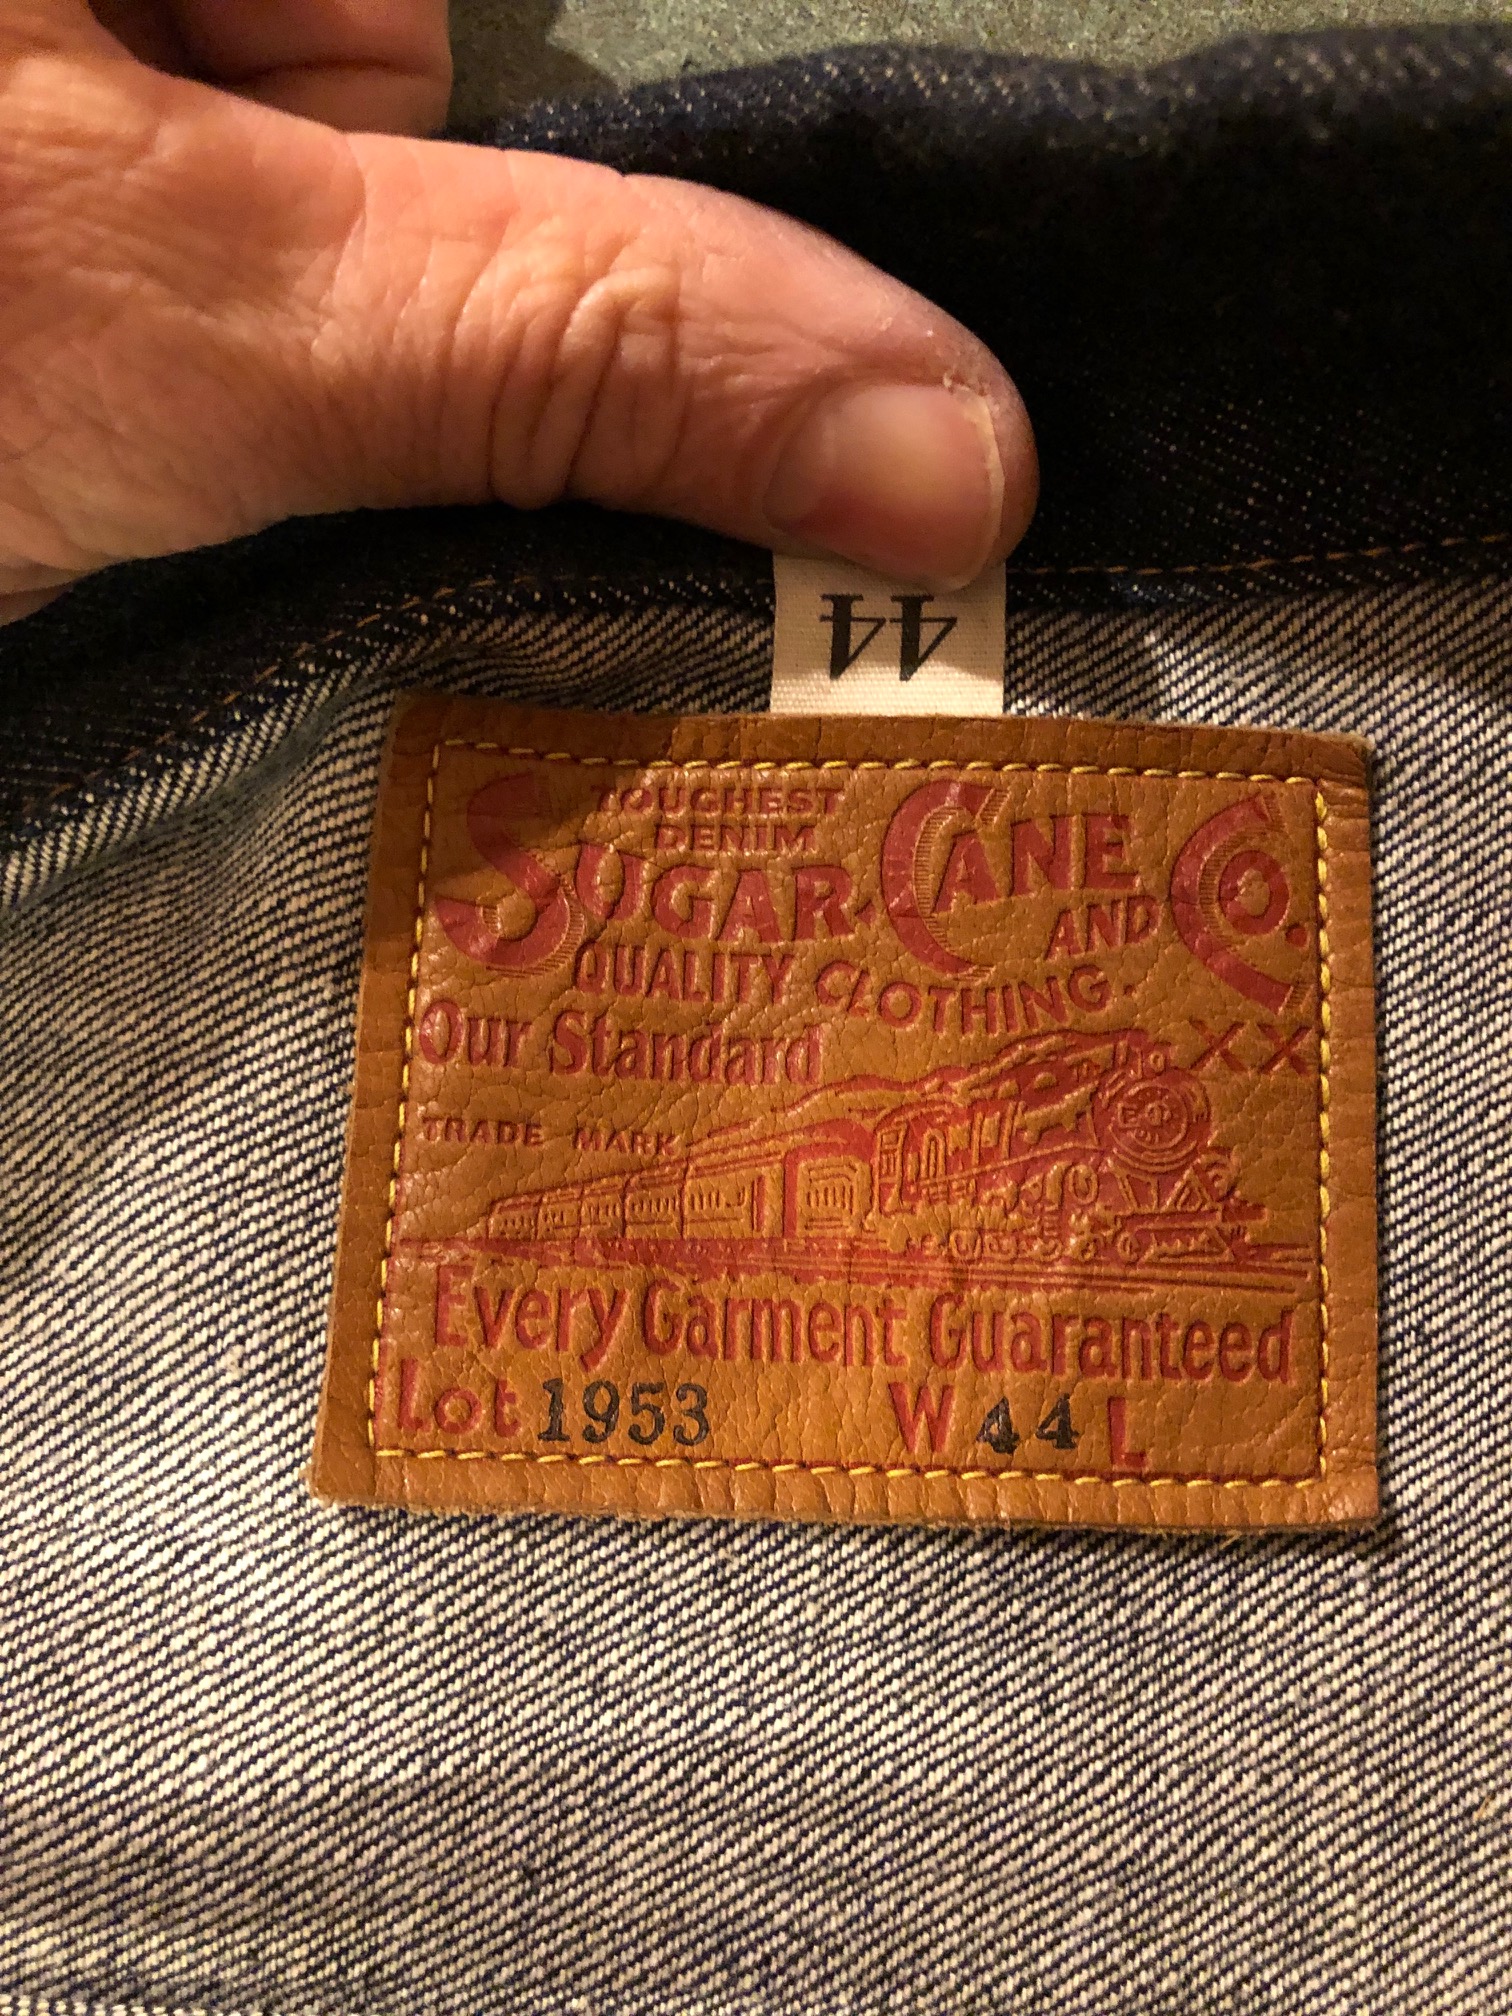 44
TOUGHEST
DENIM
SUGAR CANE AND CO.
QUALITY CLOTHING.
Our Standard XX
TRADE MARK
Every Garment Guaranteed
Lot 1953 W 44 L